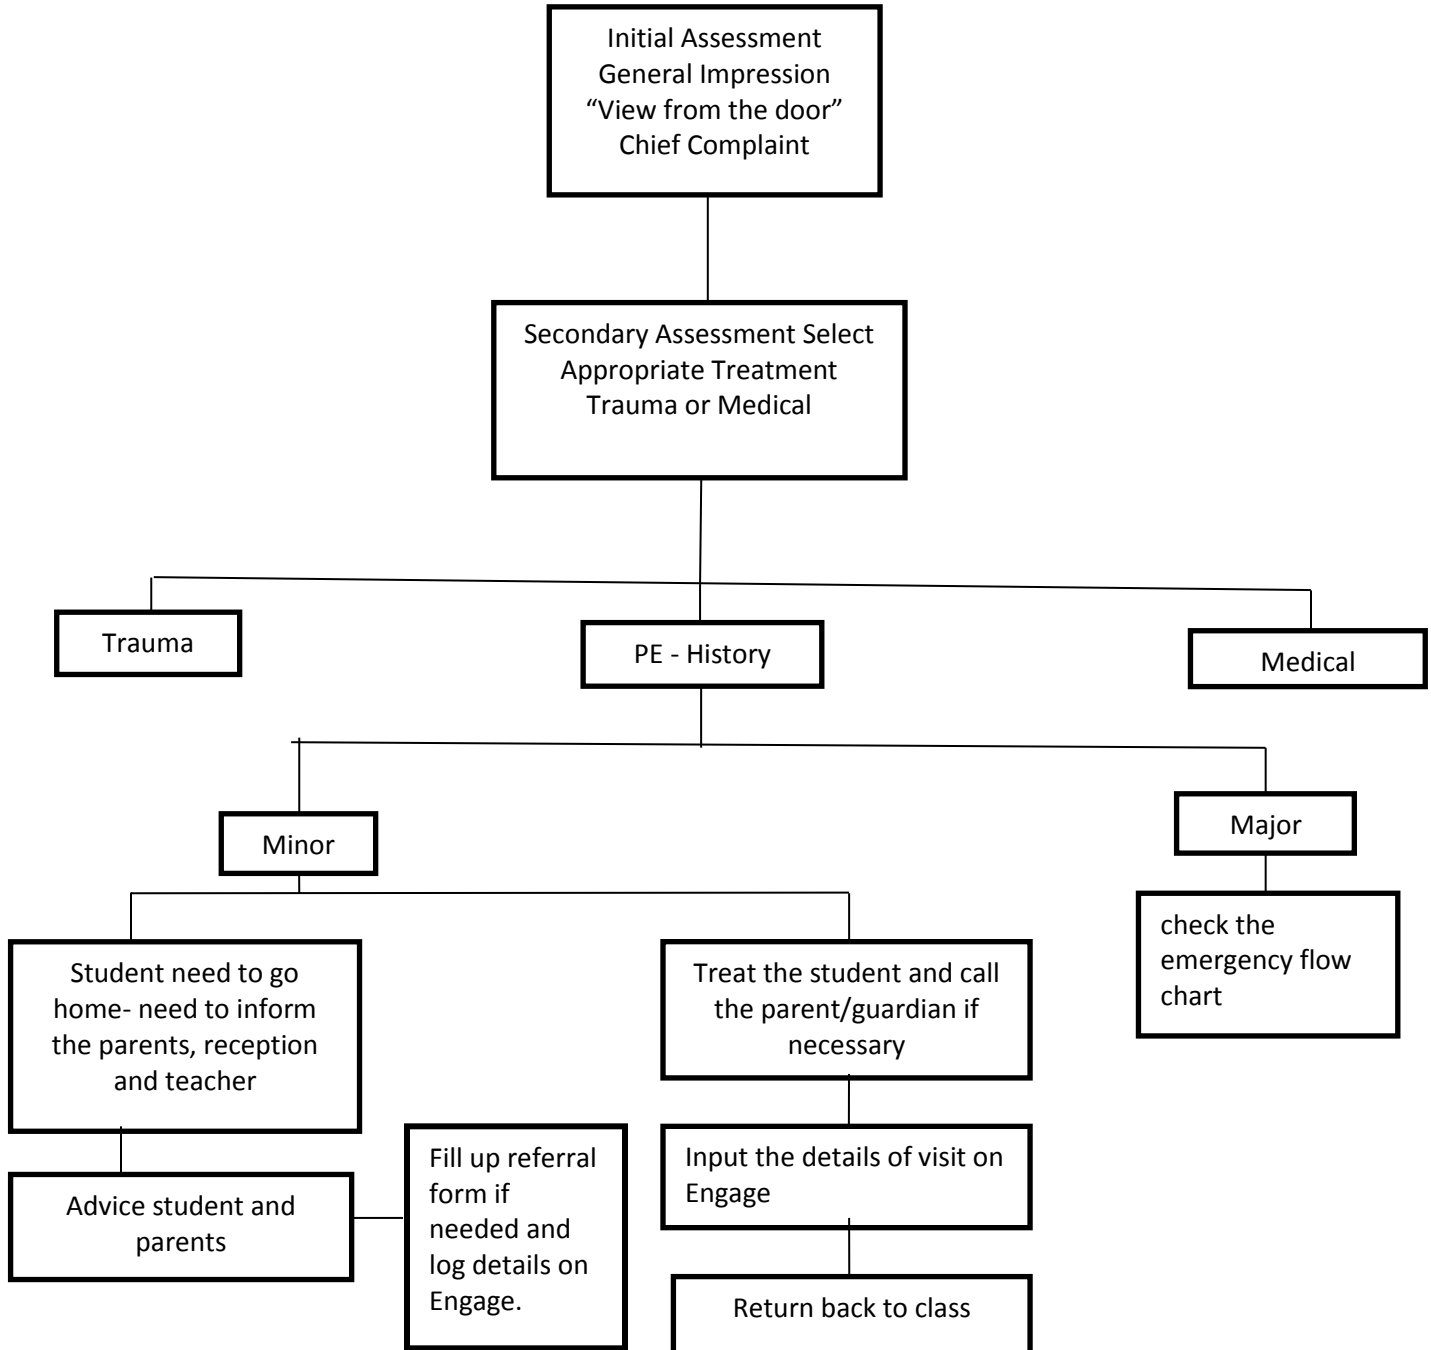 Initial Assessment
General Impression
“View from the door”
Chief Complaint
Secondary Assessment Select
Appropriate Treatment
Trauma or Medical
Trauma
PE - History
Medical
Minor
Major
Student need to go
home- need to inform
the parents, reception
and teacher
Treat the student and call
the parent/guardian if
necessary
check the
emergency flow
chart
Advice student and
parents
Fill up referral
form if
needed and
log details on
Engage.
Input the details of visit on
Engage
Return back to class